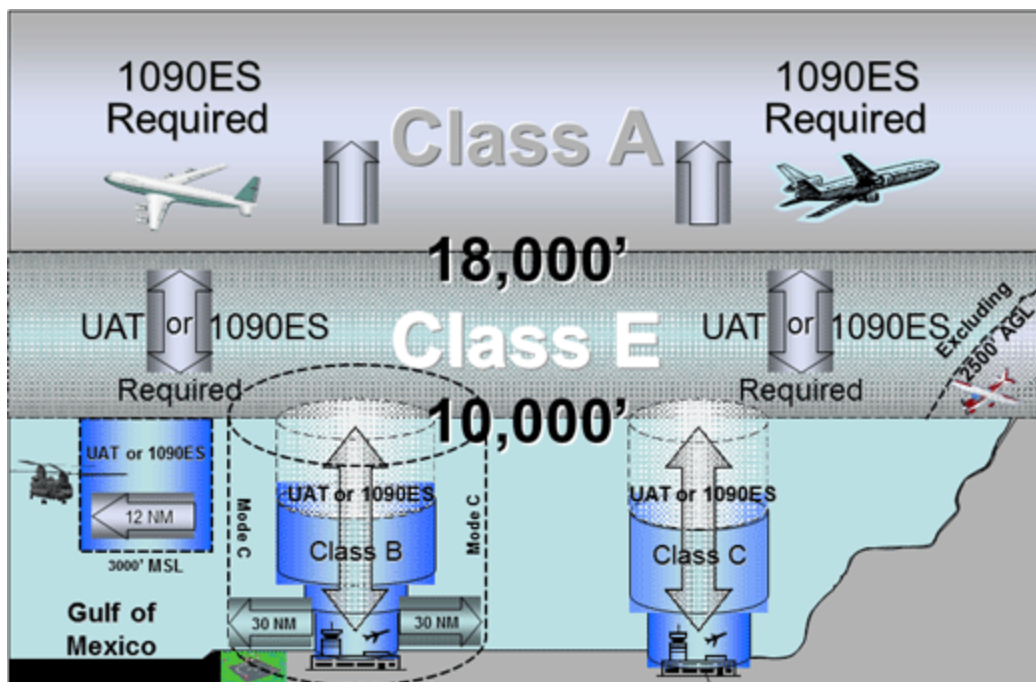 1090ES
Required
1090ES
Required
Class A
18,000’
UAT or 1090ES
Required
Class E
UAT or 1090ES
Required
Excluding
2500’ AGL
10,000’
UAT or 1090ES
12 NM
3000’ MSL
Gulf of
Mexico
Mode C
Mode C
UAT or 1090ES
Class B
30 NM
30 NM
UAT or 1090ES
Class C